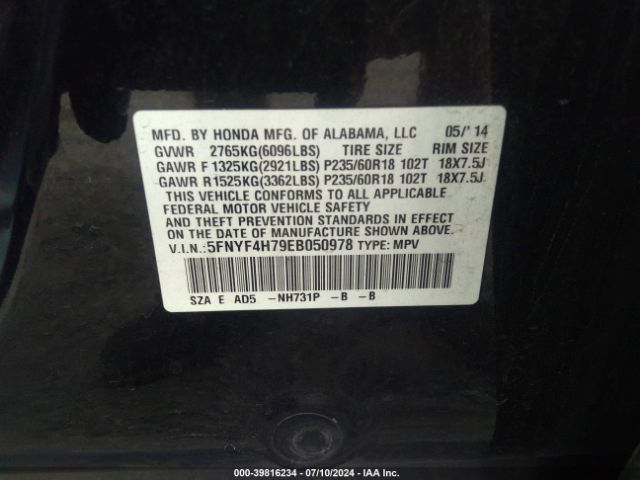 MFD. BY HONDA MFG. OF ALABAMA, LLC 05/'14
GVWR 2765KG(6096LBS) TIRE SIZE RIM SIZE
GAWR F 1325KG(2921LBS) P235/60R18 102T 18X7.5J
GAWR R 1525KG(3362LBS) P235/60R18 102T 18X7.5J
THIS VEHICLE CONFORMS TO ALL APPLICABLE
FEDERAL MOTOR VEHICLE SAFETY
AND THEFT PREVENTION STANDARDS IN EFFECT
ON DATE OF MANUFACTURE SHOWN ABOVE.
V.I.N.:5FNYF4H79EB050978 TYPE: MPV
SZA E AD5 -NH731P -B -B
000-39816234 - 07/10/2024 - IAA Inc.